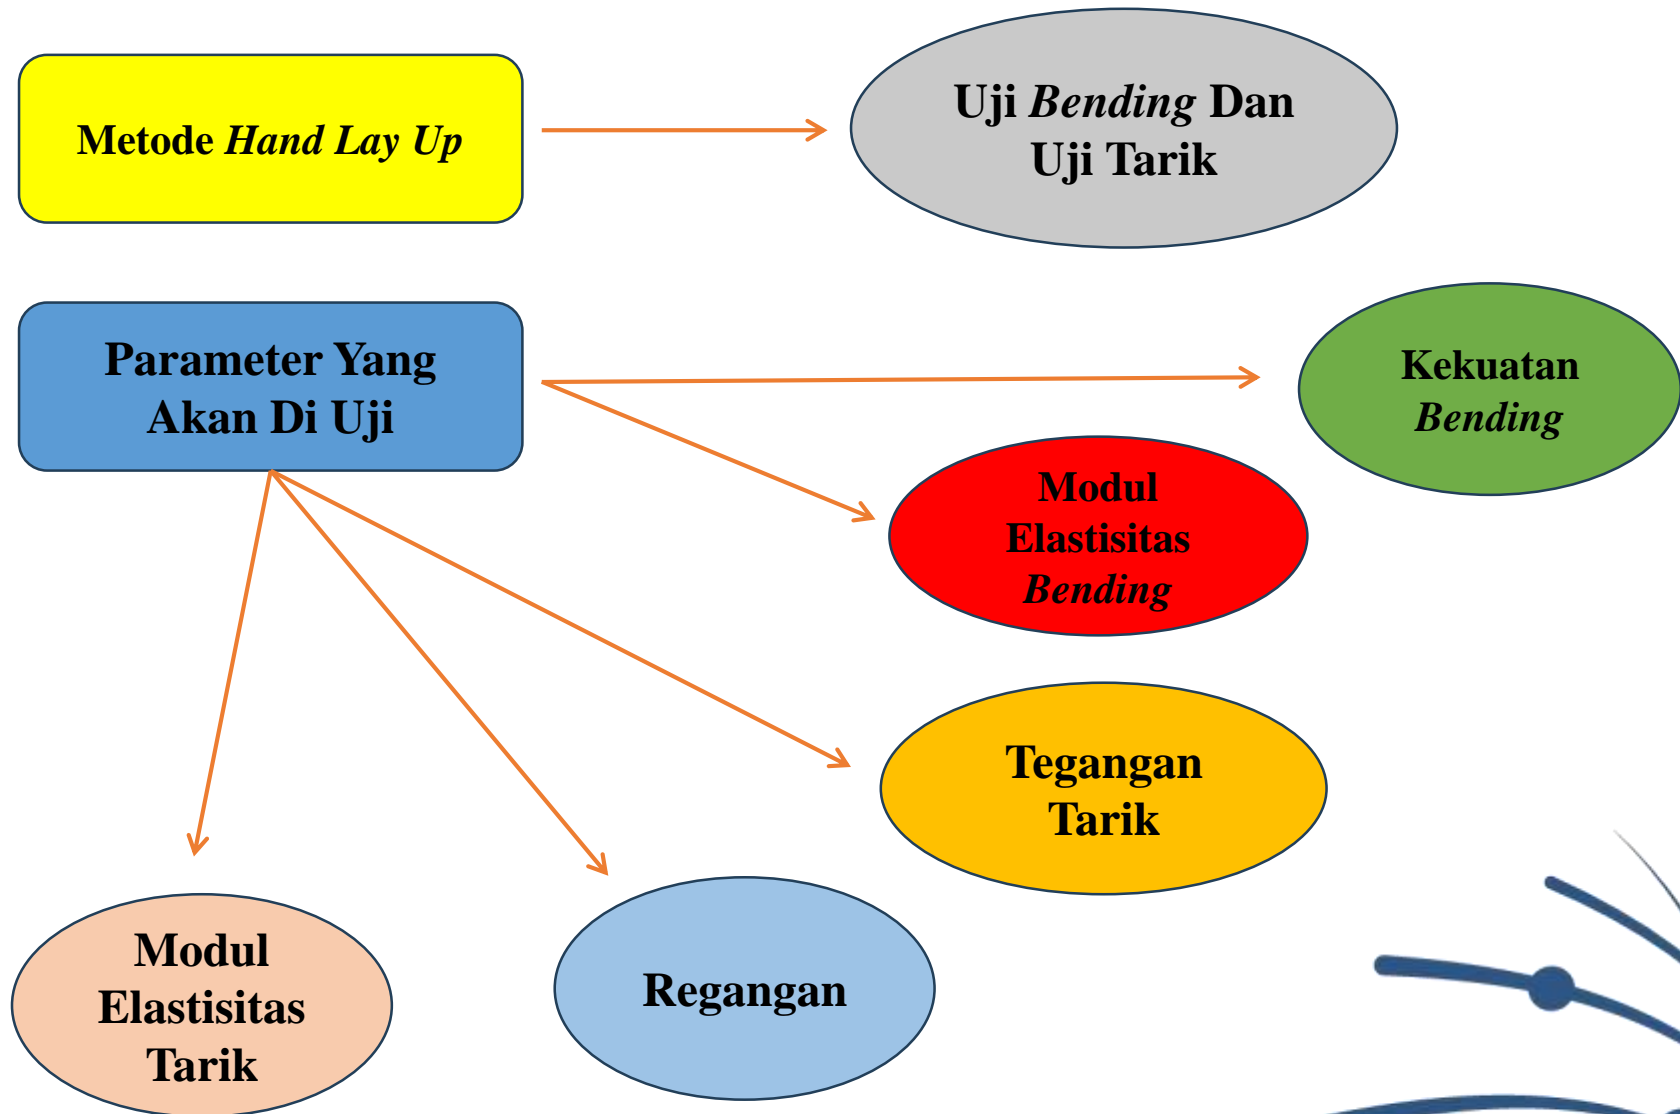 Metode Hand Lay Up
Uji Bending Dan
Uji Tarik
Parameter Yang
Akan Di Uji
Kekuatan
Bending
Modul
Elastisitas
Bending
Tegangan
Tarik
Modul
Elastisitas
Tarik
Regangan